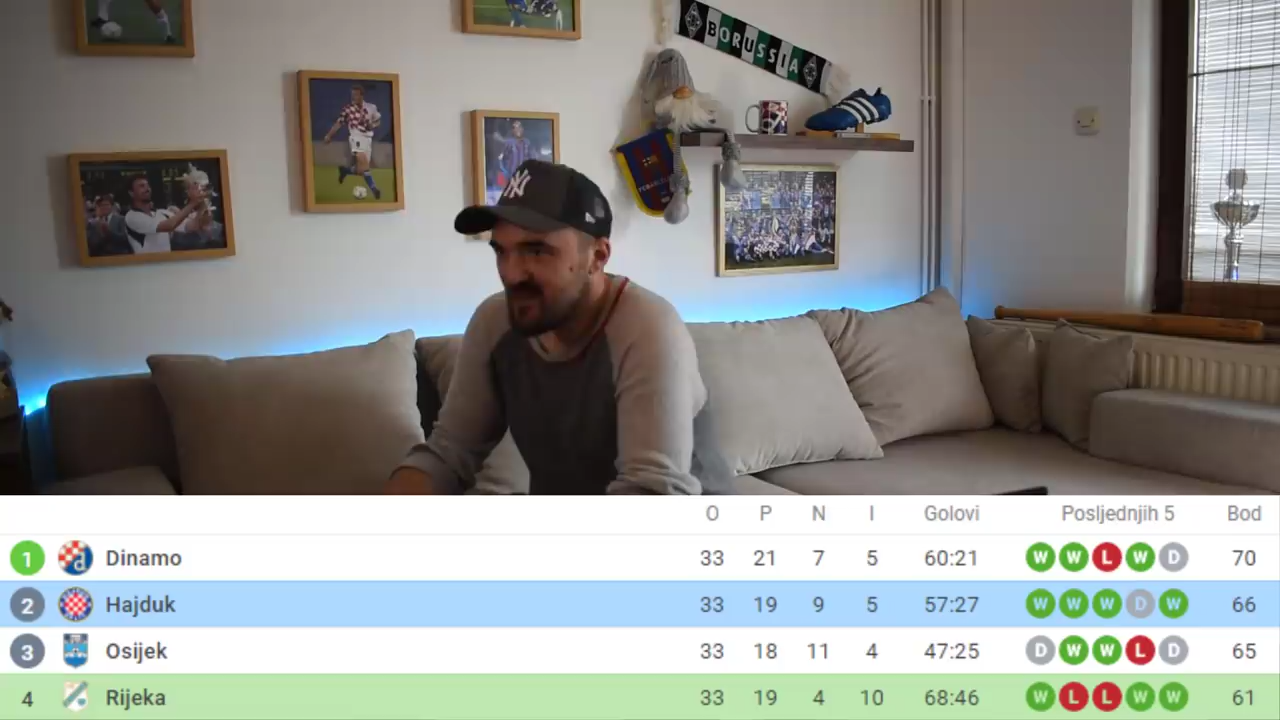 BORUSSIA
NY
O P N I Golovi Posljednjih 5 Bod
1 Dinamo 33 21 7 5 60:21 W W L W D 70
2 Hajduk 33 19 9 5 57:27 W W W D W 66
3 Osijek 33 18 11 4 47:25 D W W L D 65
4 Rijeka 33 19 4 10 68:46 W L L W W 61